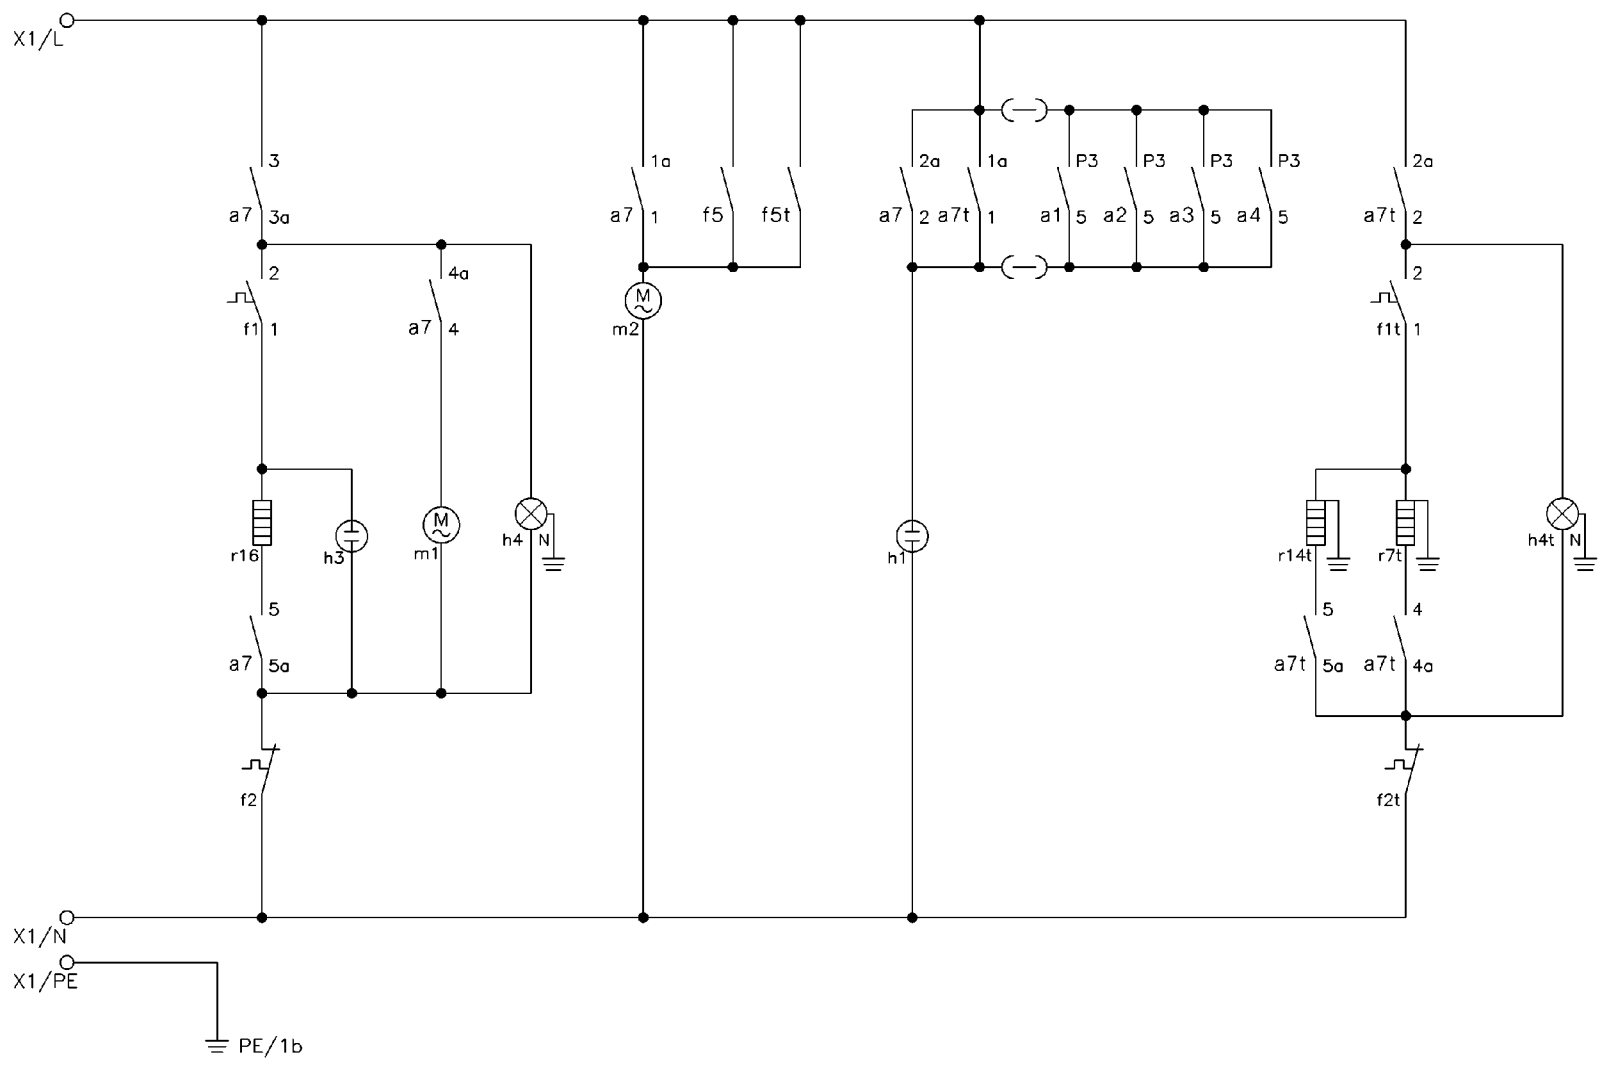 X1/L
3
1a
2a
1a
P3
P3
P3
P3
2a
a7 3a
a7 1
f5
f5t
a7 2
a7t 1
a1 5
a2 5
a3 5
a4 5
a7t 2
2
4a
2
f1 1
a7 4
M
m2
f1t 1
M
r16
h3
m1
h4 N
h1
r14t
r7t
h4t N
5
5
4
a7 5a
a7t 5a
a7t 4a
f2
f2t
X1/N
X1/PE
PE/1b